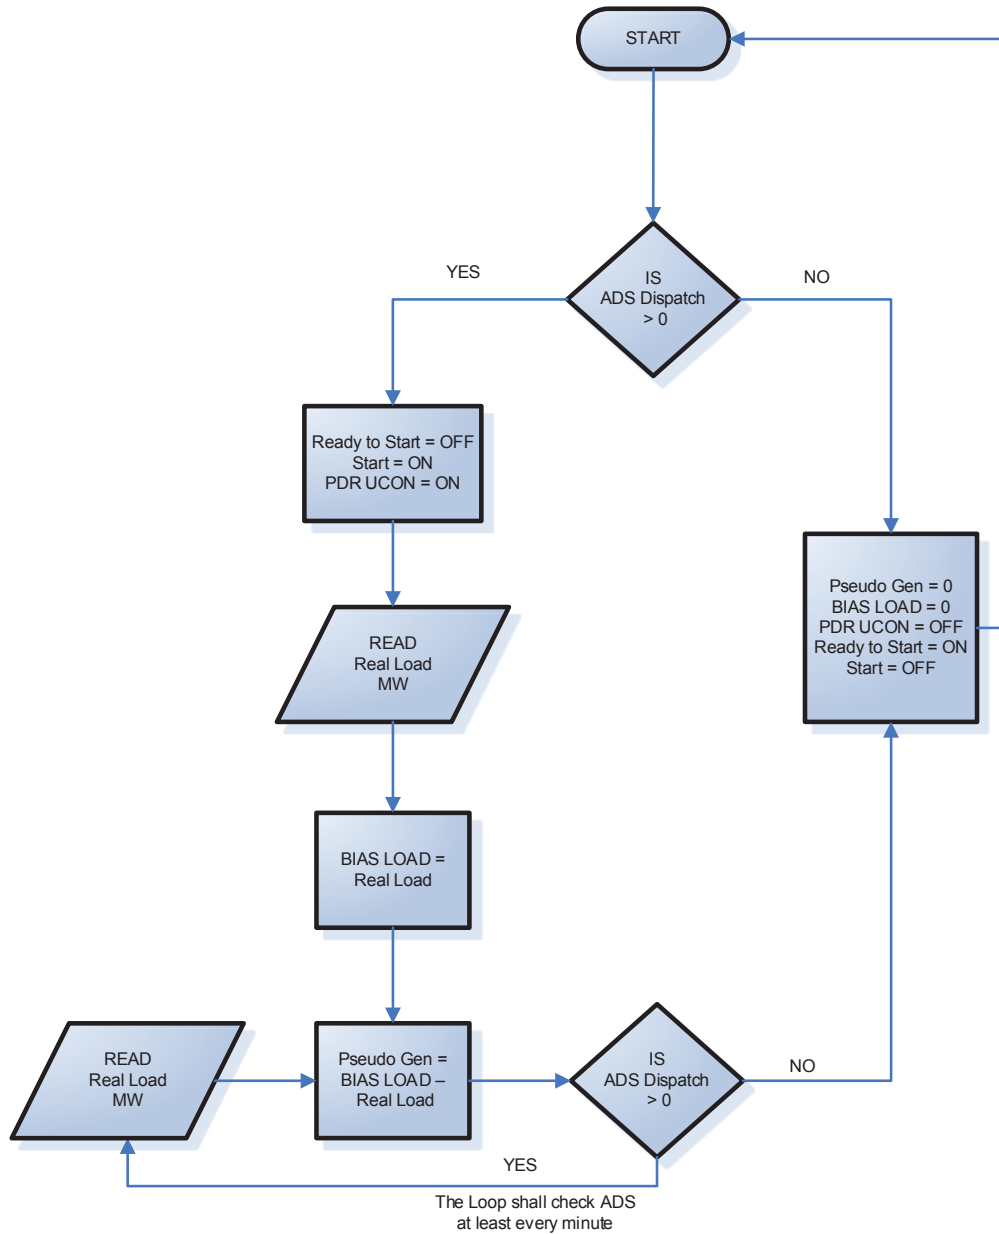 START
IS
ADS Dispatch
> 0
YES
NO
Ready to Start = OFF
Start = ON
PDR UCON = ON
READ
Real Load
MW
Pseudo Gen = 0
BIAS LOAD = 0
PDR UCON = OFF
Ready to Start = ON
Start = OFF
BIAS LOAD =
Real Load
READ
Real Load
MW
Pseudo Gen =
BIAS LOAD –
Real Load
IS
ADS Dispatch
> 0
NO
YES
The Loop shall check ADS
at least every minute